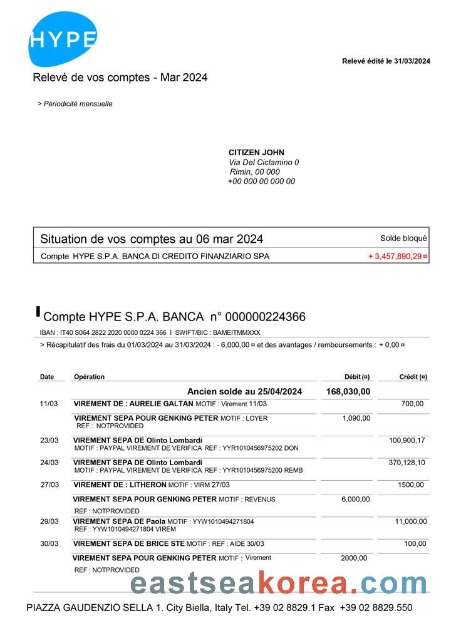 HYPE
Relevé édité le 31/03/2024
Relevé de vos comptes - Mar 2024
> Périodicité mensuelle
CITIZEN JOHN
Via Del Ciclamino 0
Rimin, 00 000
+00 000 00 000 00
Situation de vos comptes au 06 mar 2024 Solde bloqué
Compte HYPE S.P.A. BANCA DI CREDITO FINANZIARIO SPA + 3,457,890,29 ¤
Compte HYPE S.P.A. BANCA n° 000000224366
IBAN : IT40 S064 2822 2020 0000 0224 366 I SWIFT/BIC : BAME/TMMXXX
> Récapitulatif des frais du 01/03/2024 au 31/03/2024 : - 6,000,00 ¤ et des avantages / remboursements : + 0,00 ¤
Date Opération Débit (¤) Crédit (¤)
Ancien solde au 25/04/2024 168,030,00
11/03 VIREMENT DE : AURELIE GALTAN MOTIF : Virement 11/03 700,00
VIREMENT SEPA POUR GENKING PETER MOTIF : LOYER 1,090,00
REF : NOTPROVIDED
23/03 VIREMENT SEPA DE Olinto Lombardi 100,900,17
MOTIF : PAYPAL VIREMENT DE VERIFICA REF : YYR1010456975202 DON
24/03 VIREMENT SEPA DE Olinto Lombardi 370,128,10
MOTIF : PAYPAL VIREMENT DE VERIFICA REF : YYR1010456975200 REMB
27/03 VIREMENT DE : LITHERON MOTIF : VIRM 27/03 1500,00
VIREMENT SEPA POUR GENKING PETER MOTIF : REVENUS 6,000,00
REF : NOTPROVIDED
29/03 VIREMENT SEPA DE Paola MOTIF : YYW1010494271804 11,000,00
REF : YYW1010494271804 VIREM
30/03 VIREMENT SEPA DE BRICE STE MOTIF : REF : AIDE 30/03 100,00
VIREMENT SEPA POUR GENKING PETER MOTIF : Virement 2000,00
REF : NOTPROVIDED
eastseakorea.com
PIAZZA GAUDENZIO SELLA 1. City Biella, Italy Tel. +39 02 8829.1 Fax +39 02 8829.550